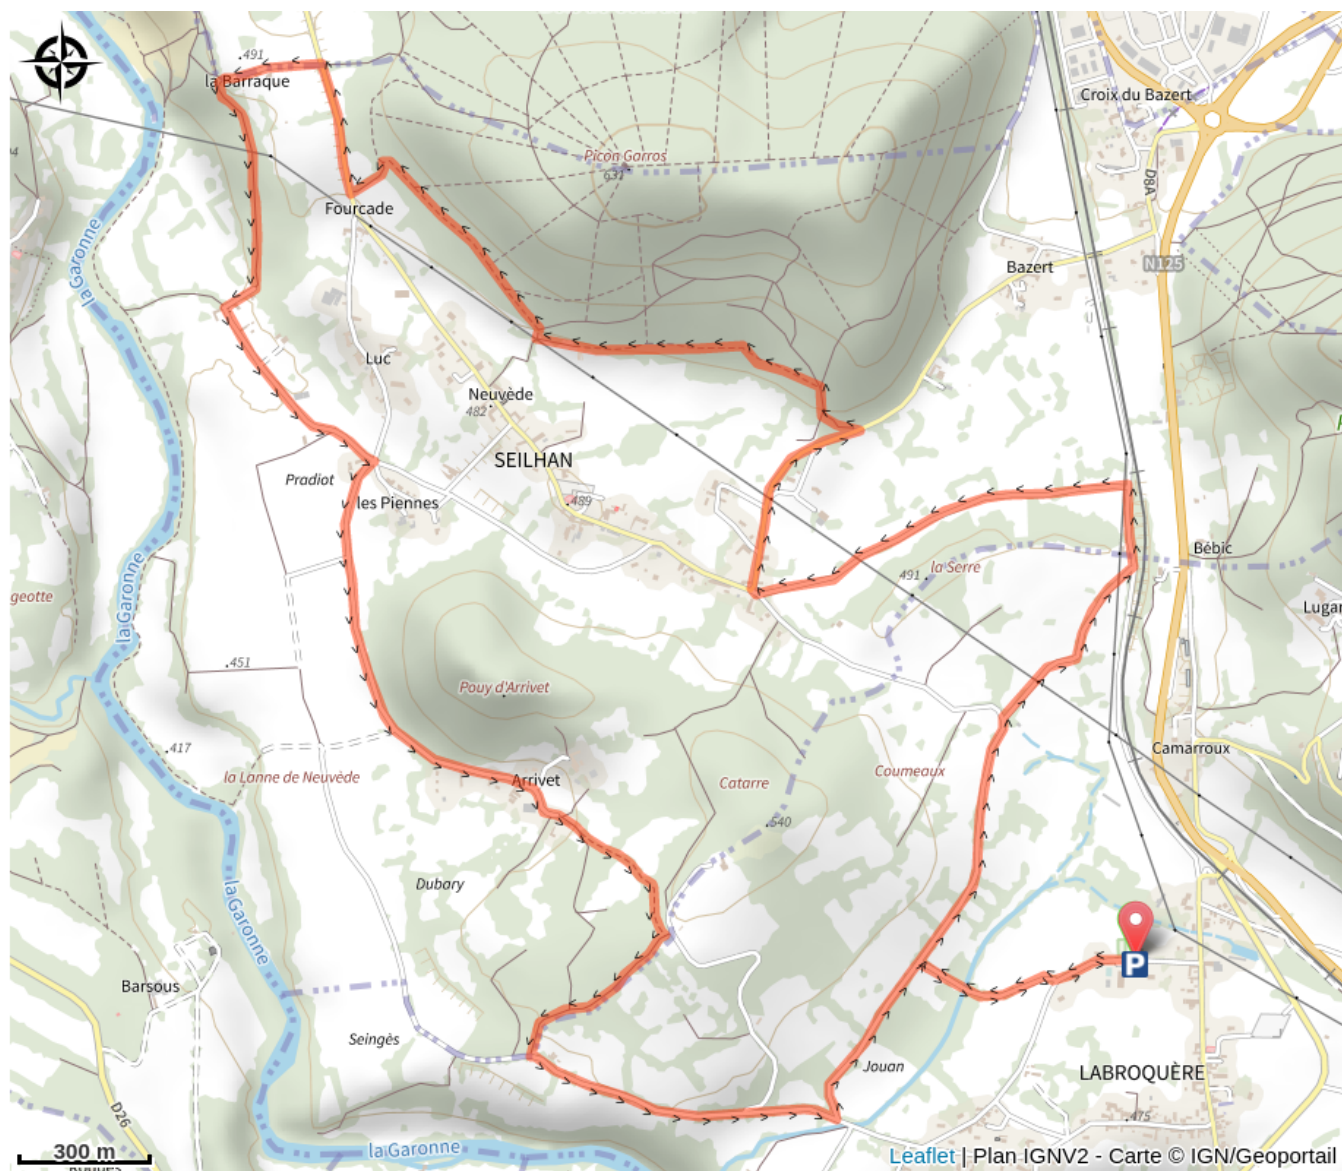 .491
la Barraque
Croix du Bazert
Picon Garros
631
D8A
Fourcade
la Garonne
Bazert
N125
Luc
Neuvède
482
SEILHAN
Pradiot
les Piennes
.489
la Garonne
Bébic
491
la Serre
geotte
Lugar
.451
Pouy d'Arrivet
.417
Camarroux
la Lanne de Neuvède
Arrivet
Catarre
Coumeaux
.540
Dubary
la Garonne
P
Barsous
Seingès
Jouan
LABROQUÈRE
D26
.475
300 m
la Garonne
Leaflet | Plan IGNV2 - Carte © IGN/Geoportail